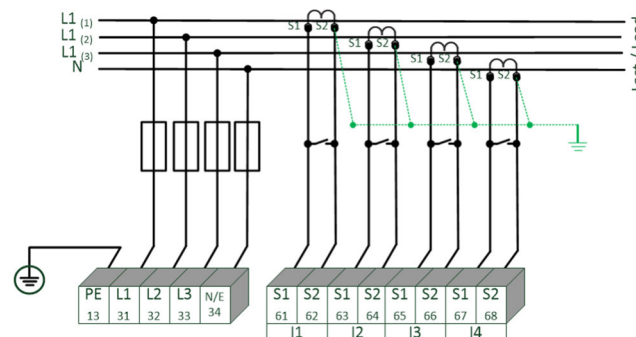 L1 (1)
L1 (2)
L1 (3)
N
S1 S2
S1 S2
S1 S2
S1 S2
PE L1 L2 L3 N/E
13 31 32 33 34
S1 S2 S1 S2 S1 S2 S1 S2
61 62 63 64 65 66 67 68
I1 I2 I3 I4